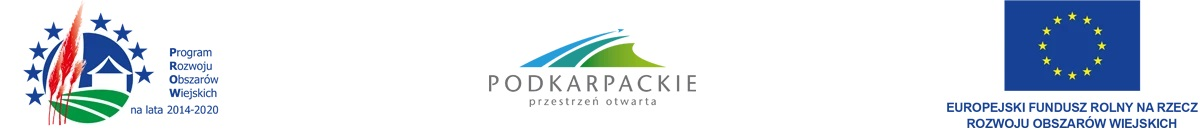 Program
Rozwoju
Obszarów
Wiejskich
na lata 2014-2020
PODKARPACKIE
przestrzeń otwarta
EUROPEJSKI FUNDUSZ ROLNY NA RZECZ
ROZWOJU OBSZARÓW WIEJSKICH